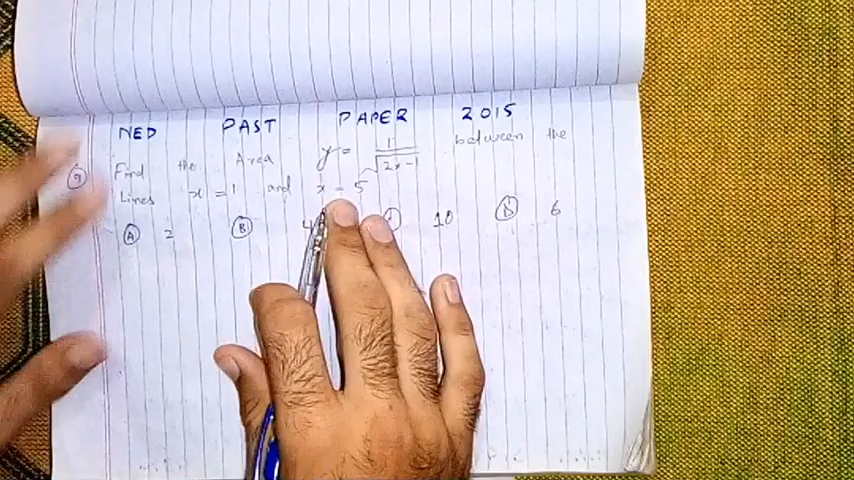 NED PAST PAPER 2015
Q Find the Area y = 1/√2x-1 between the
Lines x = 1 and x = 5
A 2 B 4 10 D 6